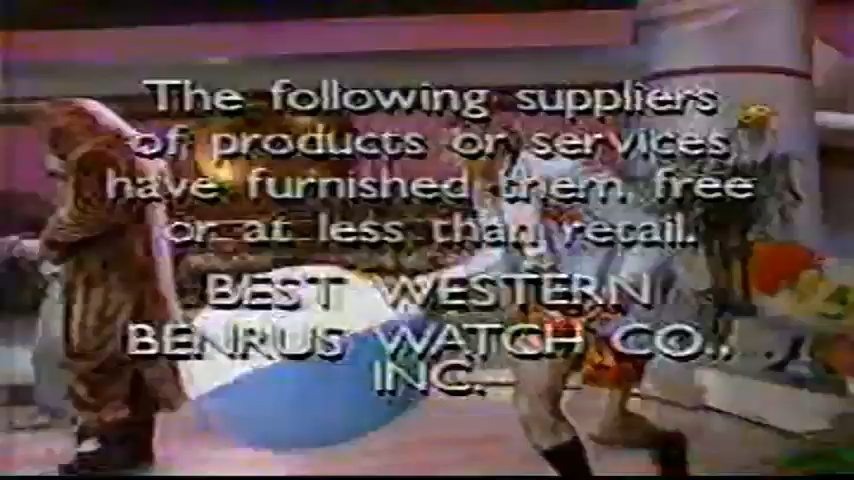 The following suppliers
of products or services
have furnished them free
or at less than retail.
BEST WESTERN
BENRUS WATCH CO.,
INC.